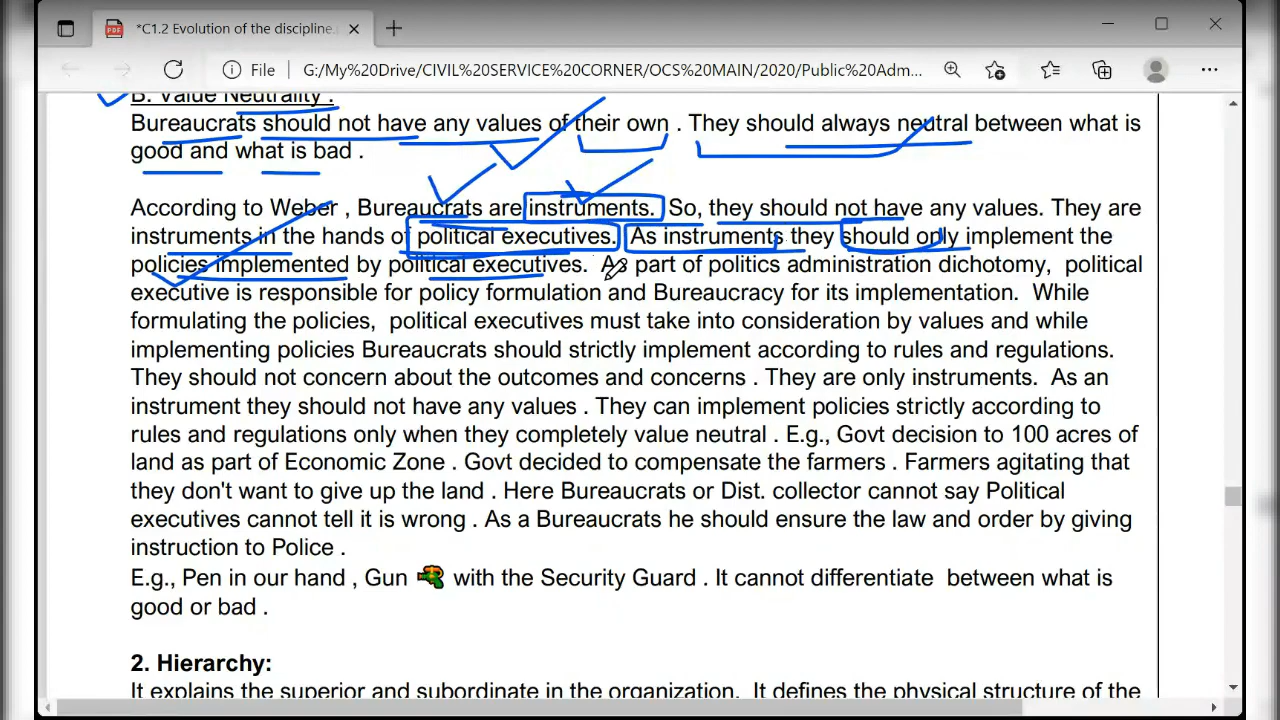 *C1.2 Evolution of the discipline.
File G:/My%20Drive/CIVIL%20SERVICE%20CORNER/OCS%20MAIN/2020/Public%20Adm...
B. Value Neutrality :
Bureaucrats should not have any values of their own . They should always neutral between what is
good and what is bad .
According to Weber , Bureaucrats are instruments. So, they should not have any values. They are
instruments in the hands of political executives. As instruments they should only implement the
policies implemented by political executives. As part of politics administration dichotomy, political
executive is responsible for policy formulation and Bureaucracy for its implementation. While
formulating the policies, political executives must take into consideration by values and while
implementing policies Bureaucrats should strictly implement according to rules and regulations.
They should not concern about the outcomes and concerns . They are only instruments. As an
instrument they should not have any values . They can implement policies strictly according to
rules and regulations only when they completely value neutral . E.g., Govt decision to 100 acres of
land as part of Economic Zone . Govt decided to compensate the farmers . Farmers agitating that
they don't want to give up the land . Here Bureaucrats or Dist. collector cannot say Political
executives cannot tell it is wrong . As a Bureaucrats he should ensure the law and order by giving
instruction to Police .
E.g., Pen in our hand , Gun with the Security Guard . It cannot differentiate between what is
good or bad .
2. Hierarchy:
It explains the superior and subordinate in the organization. It defines the physical structure of the